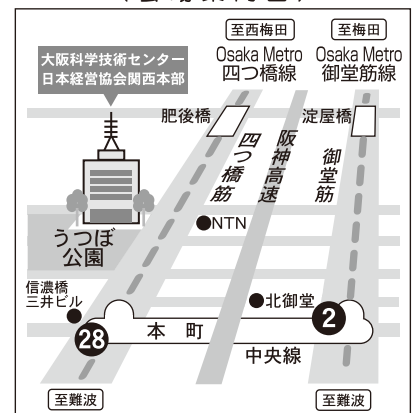 至西梅田
至梅田
Osaka Metro
四つ橋線
Osaka Metro
御堂筋線
大阪科学技術センター
日本経営協会関西本部
肥後橋
淀屋橋
四つ橋筋
阪神高速
御堂筋
NTN
うつぼ
公園
信濃橋
三井ビル
北御堂
2
28
本町
中央線
至難波
至難波